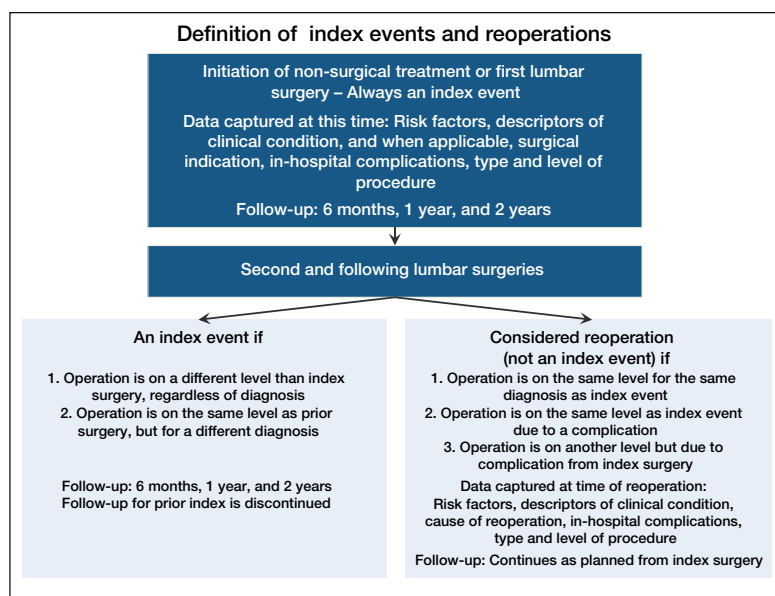 Definition of index events and reoperations
Initiation of non-surgical treatment or first lumbar
surgery – Always an index event
Data captured at this time: Risk factors, descriptors of
clinical condition, and when applicable, surgical
indication, in-hospital complications, type and level of
procedure
Follow-up: 6 months, 1 year, and 2 years
Second and following lumbar surgeries
An index event if
1. Operation is on a different level than index
surgery, regardless of diagnosis
2. Operation is on the same level as prior
surgery, but for a different diagnosis
Follow-up: 6 months, 1 year, and 2 years
Follow-up for prior index is discontinued
Considered reoperation
(not an index event) if
1. Operation is on the same level for the same
diagnosis as index event
2. Operation is on the same level as index event
due to a complication
3. Operation is on another level but due to
complication from index surgery
Data captured at time of reoperation:
Risk factors, descriptors of clinical condition,
cause of reoperation, in-hospital complications,
type and level of procedure
Follow-up: Continues as planned from index surgery